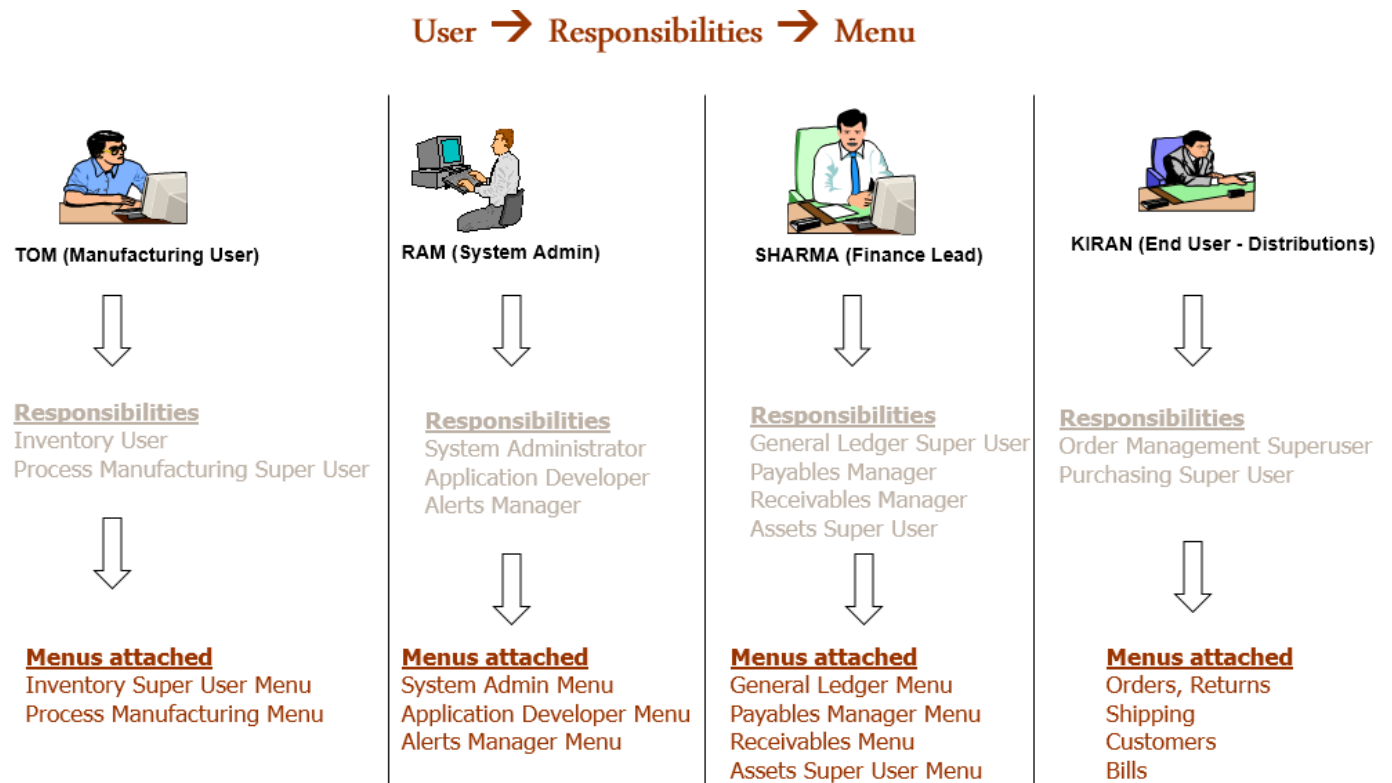 User → Responsibilities → Menu
TOM (Manufacturing User)
Responsibilities
Inventory User
Process Manufacturing Super User
Menus attached
Inventory Super User Menu
Process Manufacturing Menu
RAM (System Admin)
Responsibilities
System Administrator
Application Developer
Alerts Manager
Menus attached
System Admin Menu
Application Developer Menu
Alerts Manager Menu
SHARMA (Finance Lead)
Responsibilities
General Ledger Super User
Payables Manager
Receivables Manager
Assets Super User
Menus attached
General Ledger Menu
Payables Manager Menu
Receivables Menu
Assets Super User Menu
KIRAN (End User - Distributions)
Responsibilities
Order Management Superuser
Purchasing Super User
Menus attached
Orders, Returns
Shipping
Customers
Bills